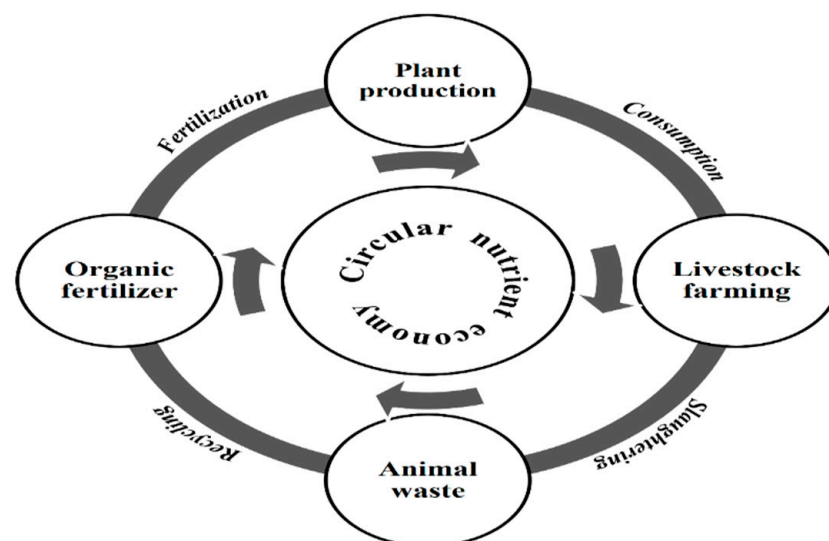 Plant
production
Fertilization
Consumption
Organic
fertilizer
Circular nutrient economy
Livestock
farming
Recycling
Slaughtering
Animal
waste